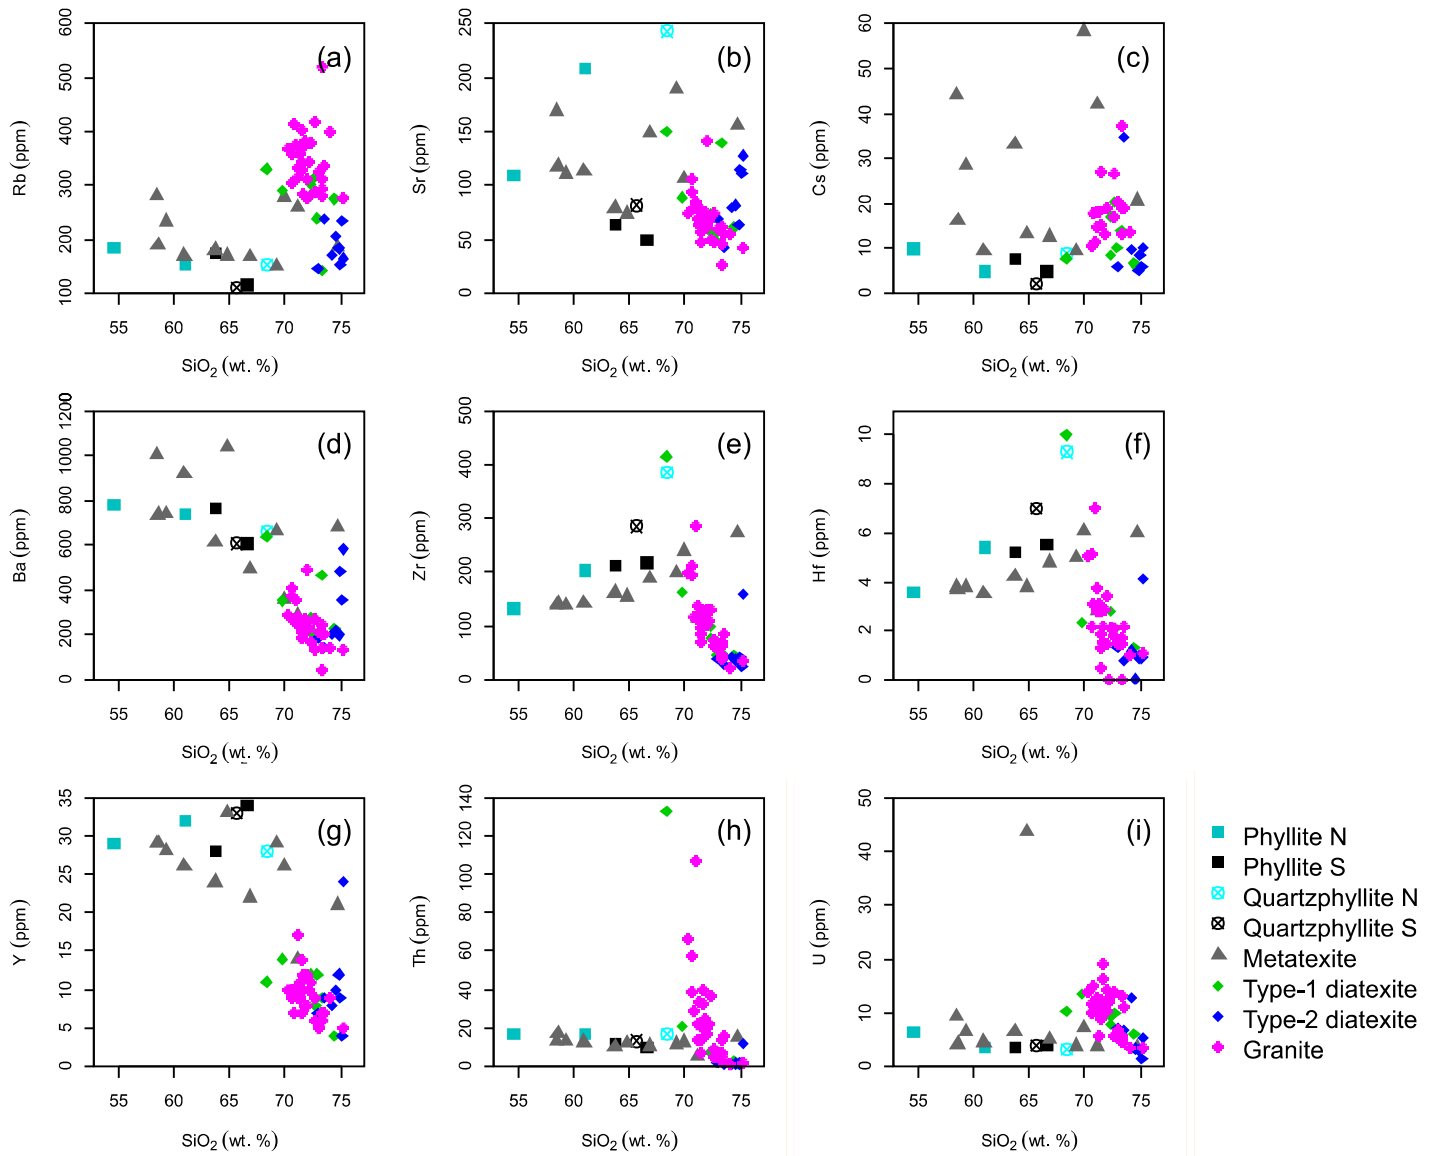 (a)
Rb (ppm)
600
500
400
300
200
100
55 60 65 70 75
SiO2 (wt. %)
(b)
Sr (ppm)
250
200
150
100
50
0
55 60 65 70 75
SiO2 (wt. %)
(c)
Cs (ppm)
60
50
40
30
20
10
0
55 60 65 70 75
SiO2 (wt. %)
(d)
Ba (ppm)
1200
1000
800
600
400
200
0
55 60 65 70 75
SiO2 (wt. %)
(e)
Zr (ppm)
500
400
300
200
100
0
55 60 65 70 75
SiO2 (wt. %)
(f)
Hf (ppm)
10
8
6
4
2
0
55 60 65 70 75
SiO2 (wt. %)
(g)
Y (ppm)
35
30
25
20
15
10
5
0
55 60 65 70 75
SiO2 (wt. %)
(h)
Th (ppm)
140
120
100
80
60
40
20
0
55 60 65 70 75
SiO2 (wt. %)
(i)
U (ppm)
50
40
30
20
10
0
55 60 65 70 75
SiO2 (wt. %)
Phyllite N
Phyllite S
Quartzphyllite N
Quartzphyllite S
Metatexite
Type-1 diatexite
Type-2 diatexite
Granite